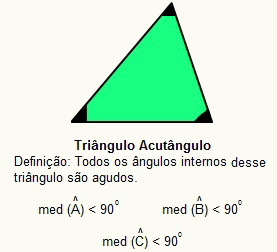 Triângulo Acutângulo
Definição: Todos os ângulos internos desse
triângulo são agudos.
med (Â) < 90° med (B̂) < 90°
med (Ĉ) < 90°